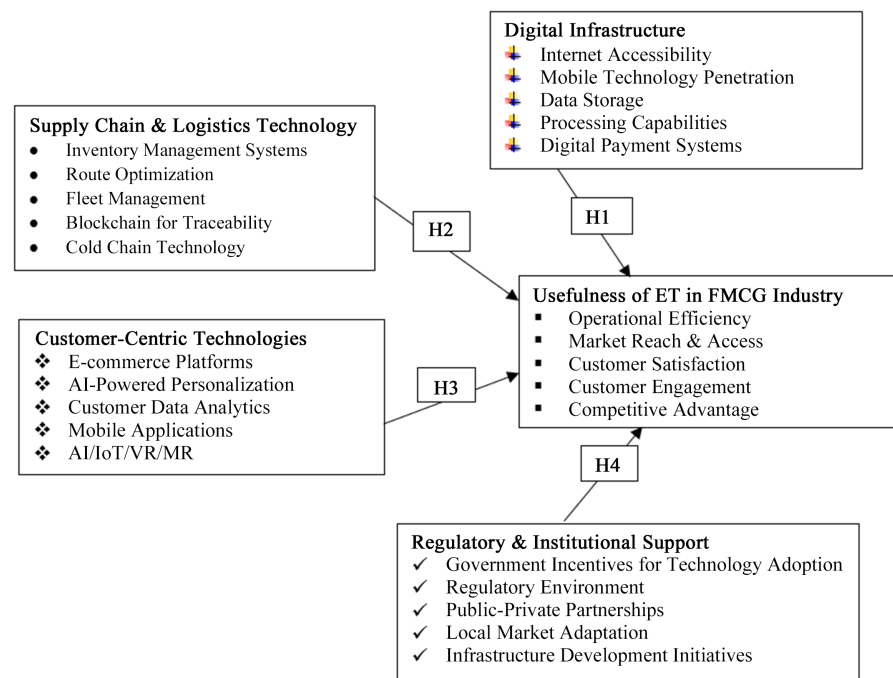 Digital Infrastructure
Internet Accessibility
Mobile Technology Penetration
Data Storage
Processing Capabilities
Digital Payment Systems
H1
Supply Chain & Logistics Technology
Inventory Management Systems
Route Optimization
Fleet Management
Blockchain for Traceability
Cold Chain Technology
H2
Customer-Centric Technologies
E-commerce Platforms
AI-Powered Personalization
Customer Data Analytics
Mobile Applications
AI/IoT/VR/MR
H3
Usefulness of ET in FMCG Industry
Operational Efficiency
Market Reach & Access
Customer Satisfaction
Customer Engagement
Competitive Advantage
H4
Regulatory & Institutional Support
Government Incentives for Technology Adoption
Regulatory Environment
Public-Private Partnerships
Local Market Adaptation
Infrastructure Development Initiatives